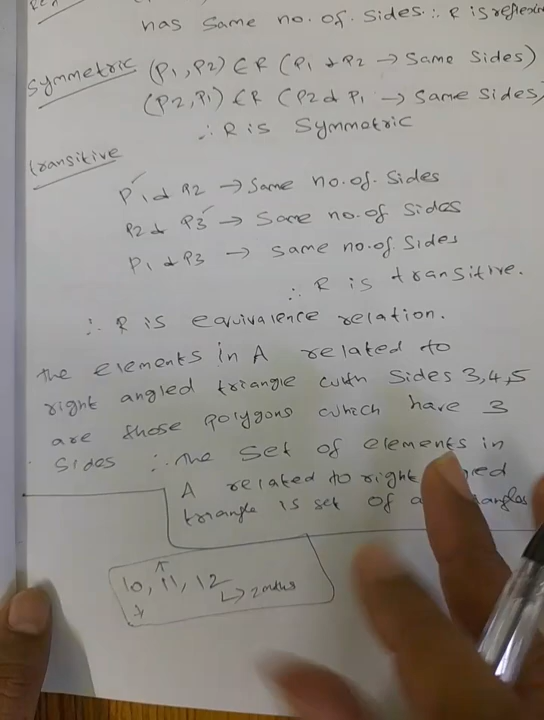 has same no. of. sides ∴ R is reflexiv
Symmetric (P1, P2) ∈ R (P1 & P2 → Same sides)
(P2, P1) ∈ R (P2 & P1 → Same sides)
∴ R is Symmetric
transitive
P1 & P2 → Same no. of. Sides
P2 & P3 → Same no. of sides
P1 & P3 → Same no. of. Sides
∴ R is transitive.
∴ R is equivalence relation.
The elements in A related to
right angled triangle with sides 3,4,5
are those polygons which have 3
Sides ∴ The set of elements in
A related to right
triangle is set of
10, 11, 12